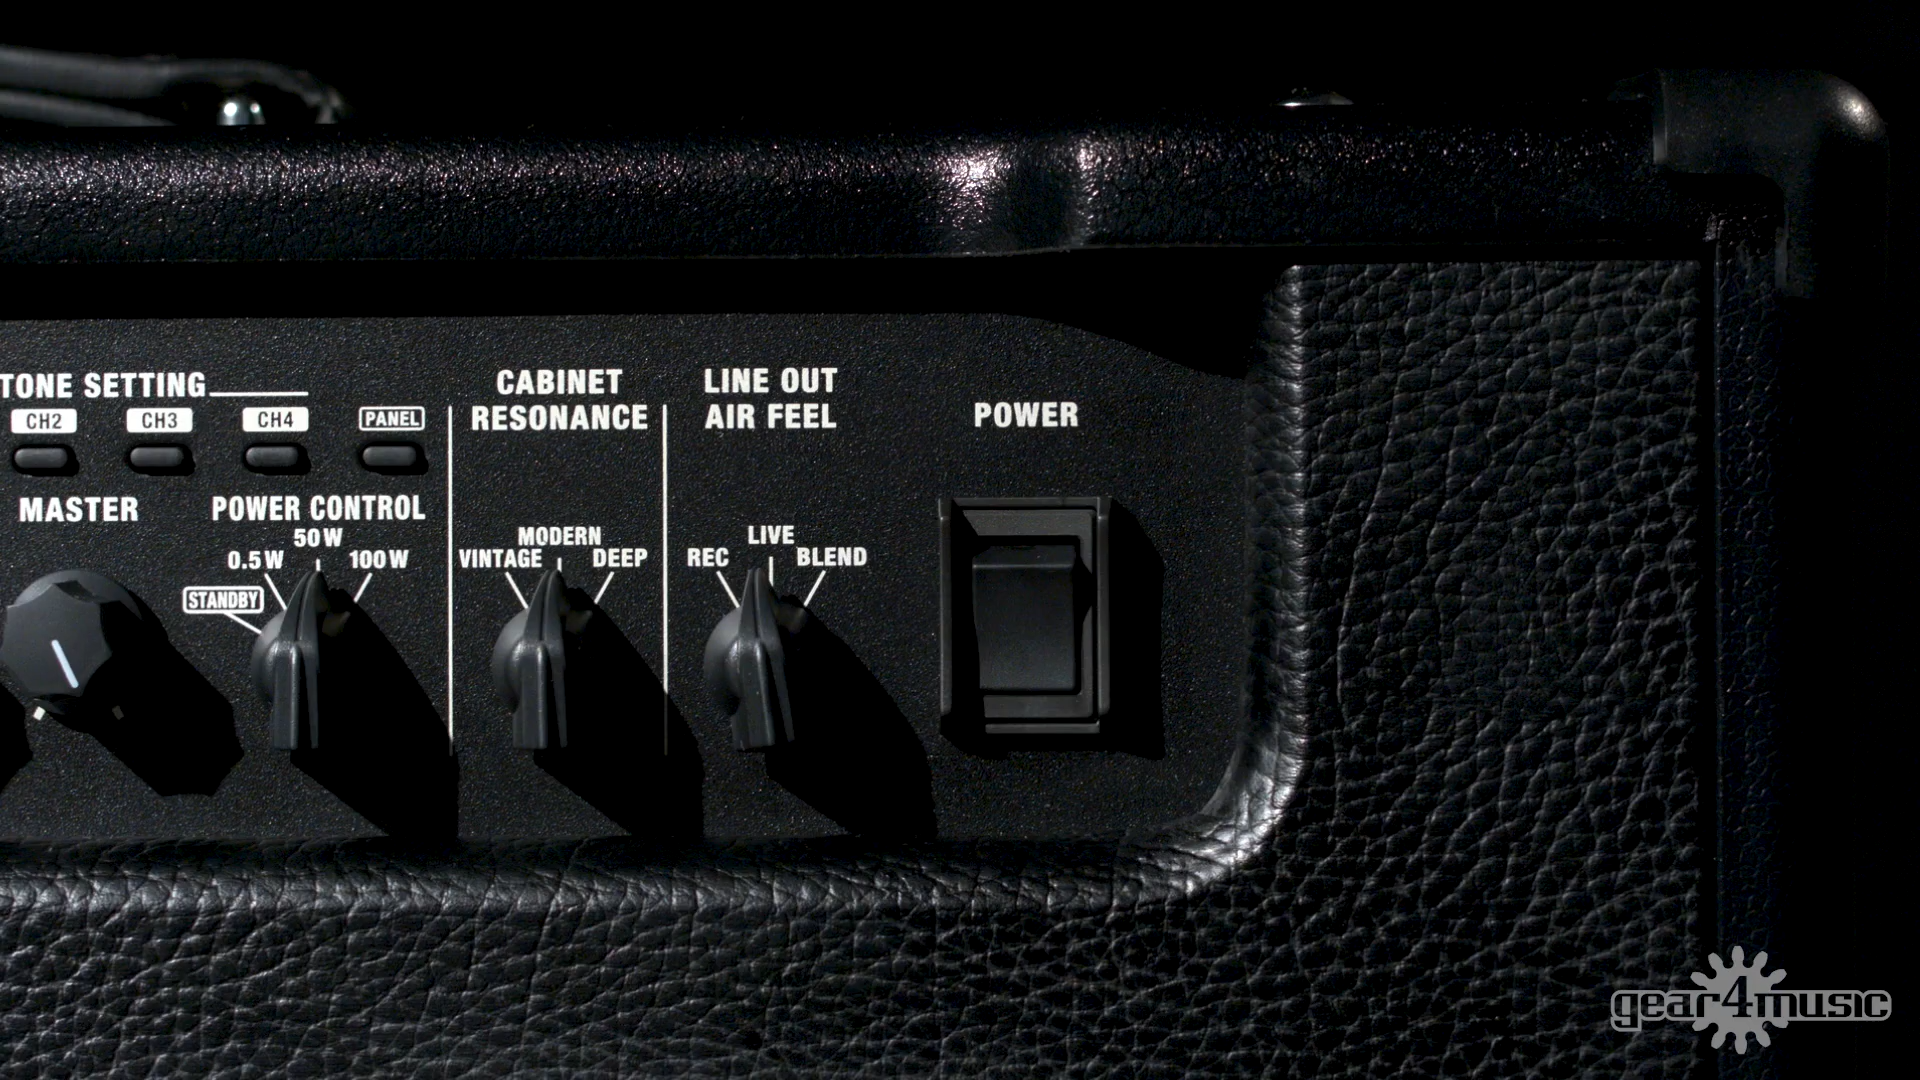 TONE SETTING
CH2 CH3 CH4 PANEL
MASTER
POWER CONTROL
STANDBY 0.5W 50W 100W
CABINET
RESONANCE
VINTAGE MODERN DEEP
LINE OUT
AIR FEEL
REC LIVE BLEND
POWER
gear4music